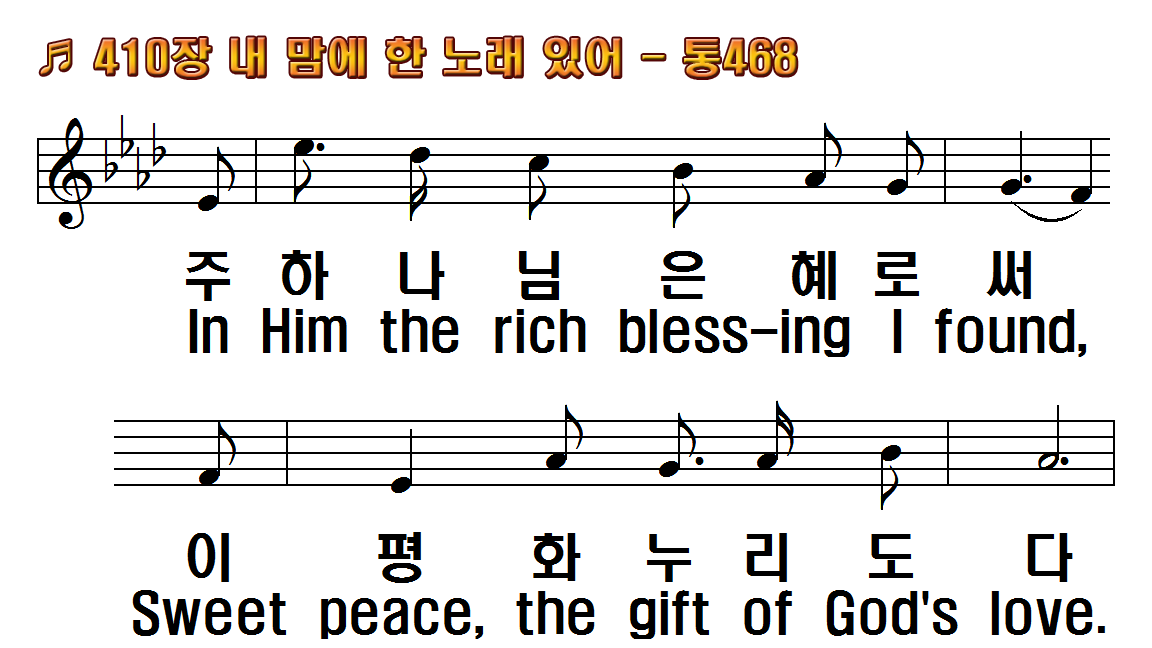 ♬ 410장 내 맘에 한 노래 있어 - 통468
주 하 나 님 은 혜 로 써
In Him the rich bless-ing I found,
이 평 화 누 리 도 다
Sweet peace, the gift of God's love.